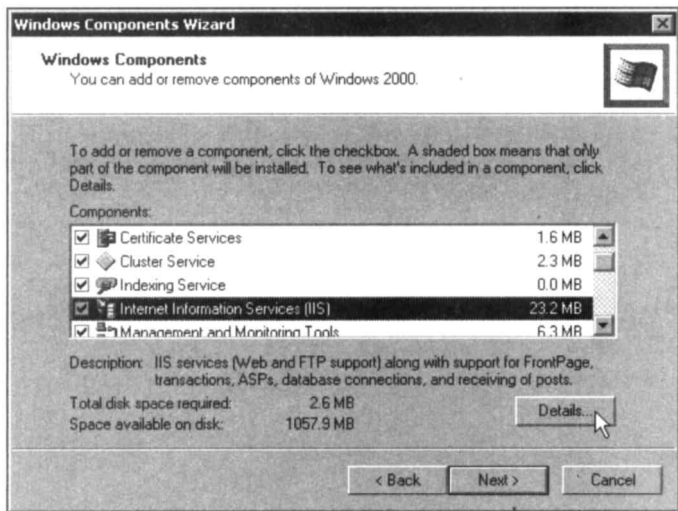 Windows Components Wizard
Windows Components
You can add or remove components of Windows 2000.
To add or remove a component, click the checkbox. A shaded box means that only
part of the component will be installed. To see what's included in a component, click
Details.
Components:
Certificate Services 1.6 MB
Cluster Service 2.3 MB
Indexing Service 0.0 MB
Internet Information Services (IIS) 23.2 MB
Management and Monitoring Tools 6.3 MB
Description: IIS services (Web and FTP support) along with support for FrontPage,
transactions, ASPs, database connections, and receiving of posts.
Total disk space required: 2.6 MB
Space available on disk: 1057.9 MB
Details...
< Back Next > Cancel